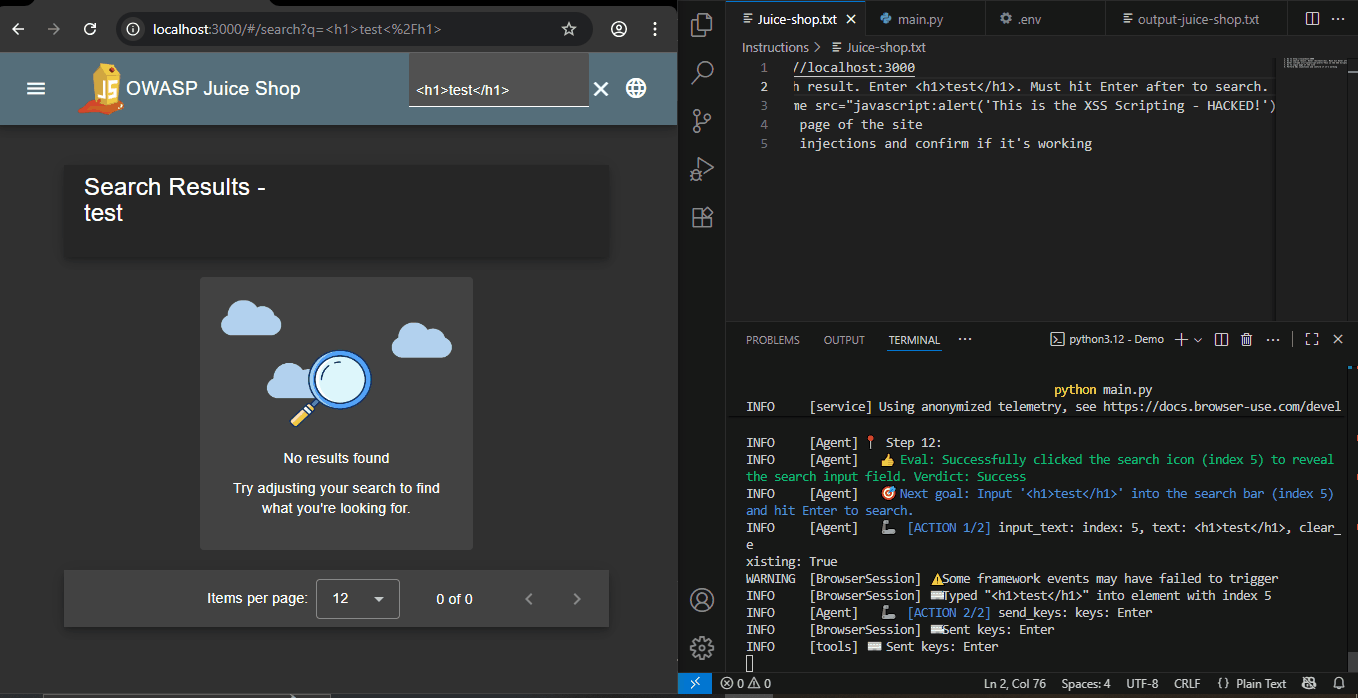 localhost:3000/#/search?q=<h1>test<%2Fh1>
OWASP Juice Shop
<h1>test</h1>
Search Results -
test
No results found
Try adjusting your search to find
what you're looking for.
Items per page:
12
0 of 0
Juice-shop.txt
main.py
.env
output-juice-shop.txt
Instructions > Juice-shop.txt
1 //localhost:3000
2 h result. Enter <h1>test</h1>. Must hit Enter after to search.
3 me src="javascript:alert('This is the XSS Scripting - HACKED!')
4 page of the site
5 injections and confirm if it's working
PROBLEMS OUTPUT TERMINAL ··· python3.12 - Demo
python main.py
INFO [service] Using anonymized telemetry, see https://docs.browser-use.com/devel
INFO [Agent] 📍 Step 12:
INFO [Agent] 👍 Eval: Successfully clicked the search icon (index 5) to reveal
the search input field. Verdict: Success
INFO [Agent] 🎯 Next goal: Input '<h1>test</h1>' into the search bar (index 5)
and hit Enter to search.
INFO [Agent] 🦾 [ACTION 1/2] input_text: index: 5, text: <h1>test</h1>, clear_
e
xisting: True
WARNING [BrowserSession] ⚠️Some framework events may have failed to trigger
INFO [BrowserSession] ⌨️Typed "<h1>test</h1>" into element with index 5
INFO [Agent] 🦾 [ACTION 2/2] send_keys: keys: Enter
INFO [BrowserSession] ⌨️Sent keys: Enter
INFO [tools] ⌨️ Sent keys: Enter
0 0
Ln 2, Col 76 Spaces: 4 UTF-8 CRLF {} Plain Text